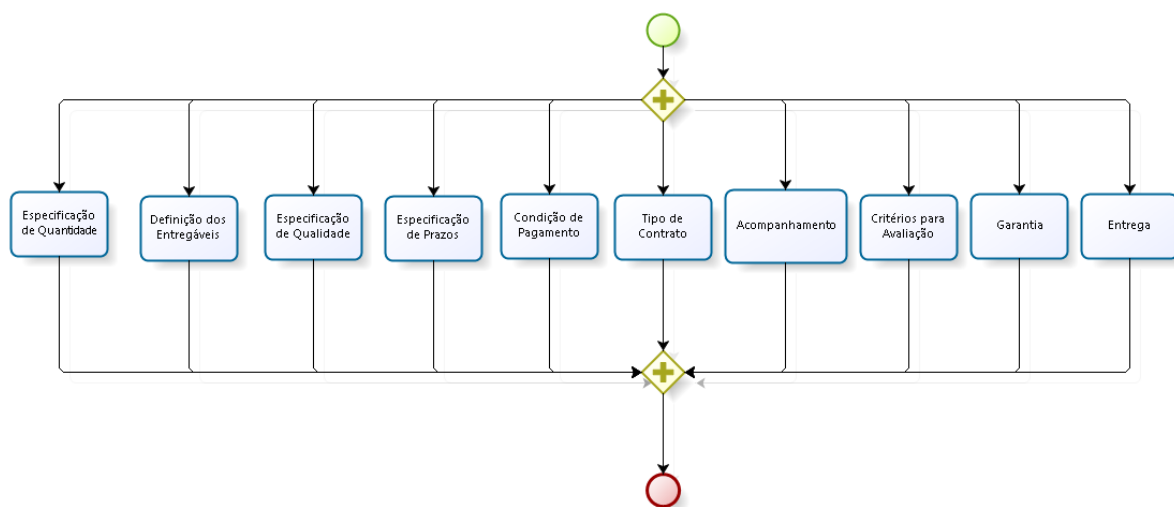 Especificação
de Quantidade
Definição dos
Entregáveis
Especificação
de Qualidade
Especificação
de Prazos
Condição de
Pagamento
Tipo de
Contrato
Acompanhamento
Critérios para
Avaliação
Garantia
Entrega